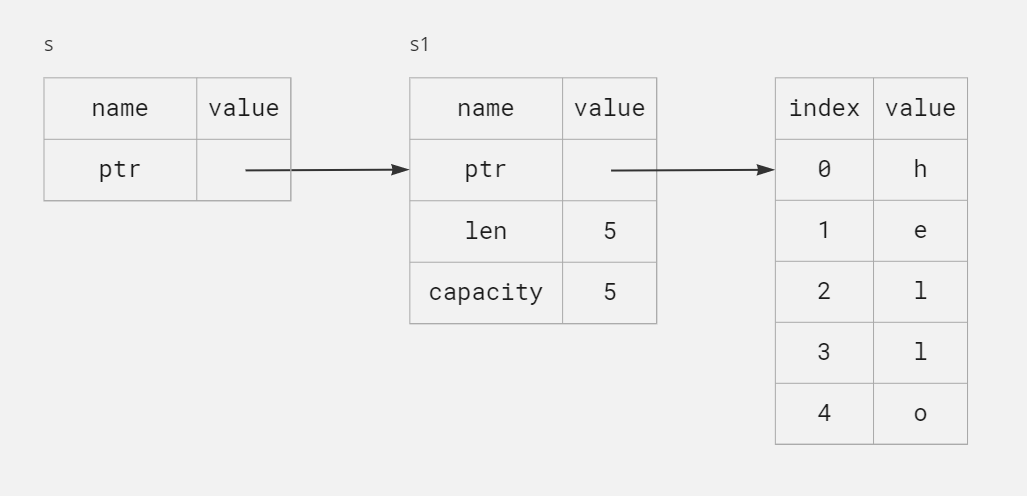 s
name value
ptr
s1
name value
ptr
len 5
capacity 5
index value
0 h
1 e
2 l
3 l
4 o